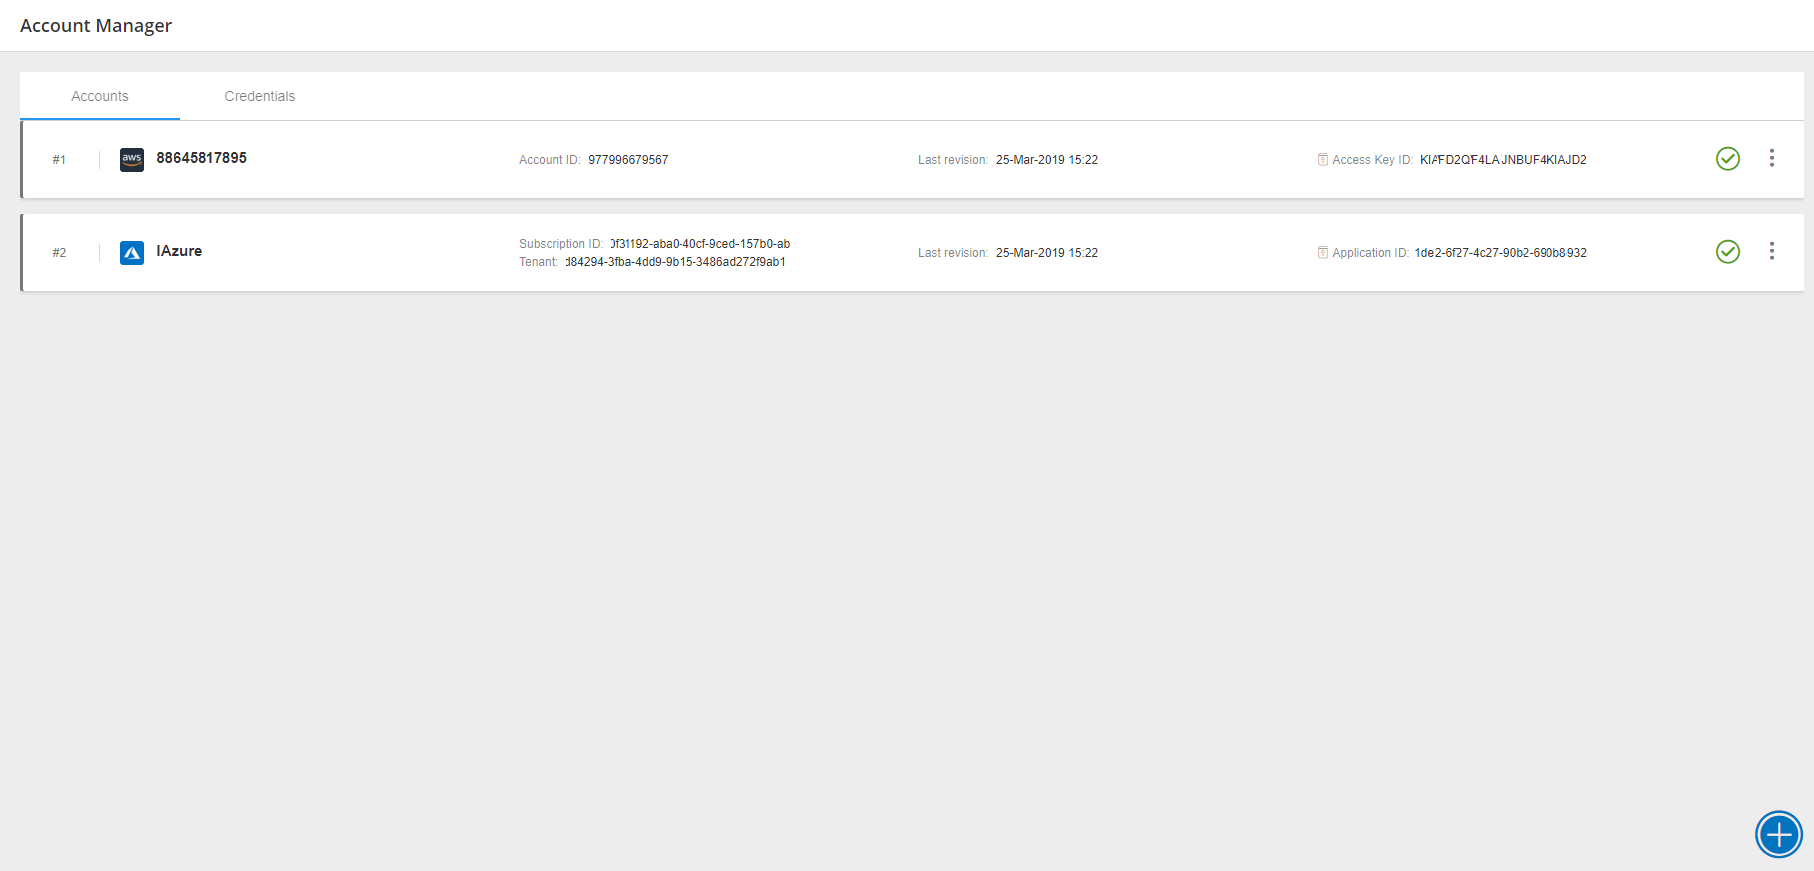 Account Manager
Accounts Credentials
#1 aws 88645817895 Account ID: 977996679567 Last revision: 25-Mar-2019 15:22 Access Key ID: KIAFD2QF4LAJNBUF4KIAJD2
#2 IAzure Subscription ID: 0f31192-aba0-40cf-9ced-157b0-ab Last revision: 25-Mar-2019 15:22 Application ID: 1de2-6f27-4c27-90b2-690b8932
Tenant: d84294-3fba-4dd9-9b15-3486ad272f9ab1